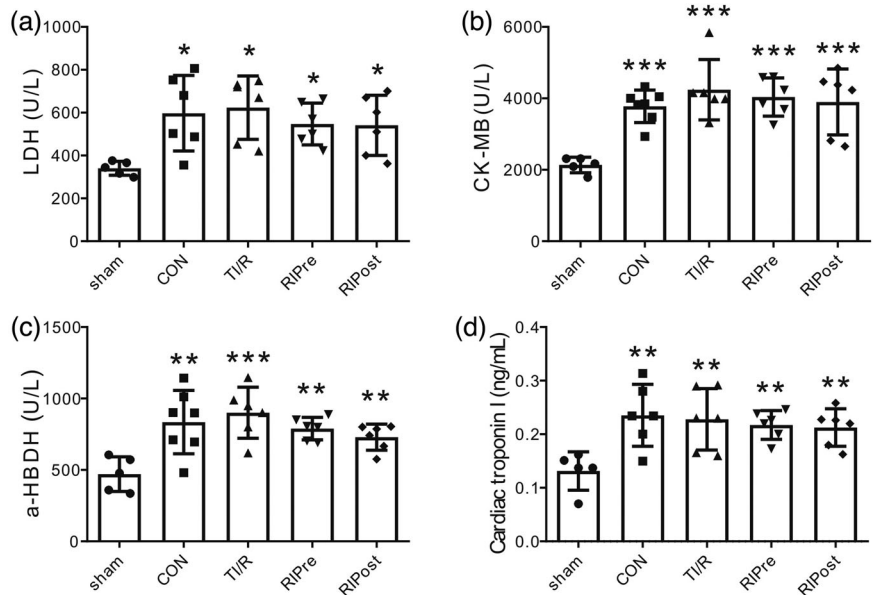 (a)
LDH (U/L)
1000
800
600
400
200
0
* * * *
sham CON TI/R RIPre RIPost
(b)
CK-MB(U/L)
6000
4000
2000
0
*** *** *** ***
sham CON TI/R RIPre RIPost
(c)
a-HBDH (U/L)
1500
1000
500
0
** *** ** **
sham CON TI/R RIPre RIPost
(d)
Cardiac troponin I (ng/mL)
0.4
0.3
0.2
0.1
0.0
** ** ** **
sham CON TI/R RIPre RIPost